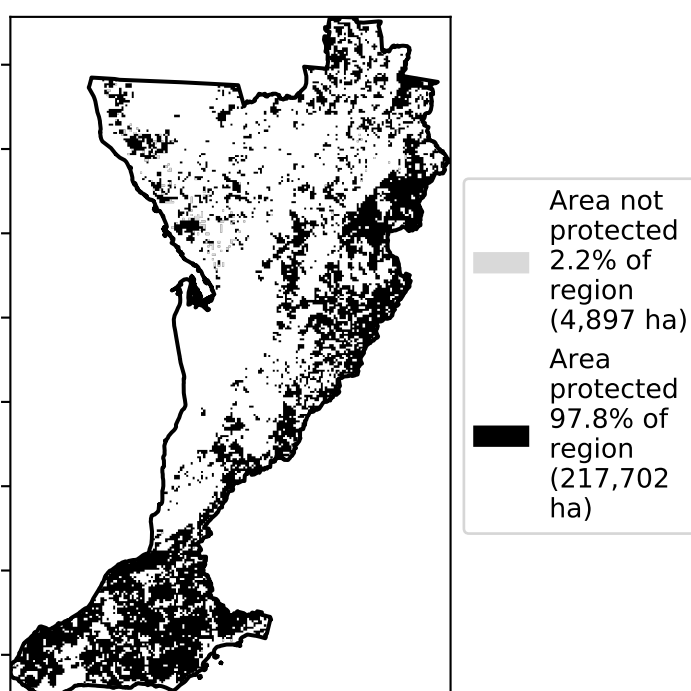 Area not
protected
2.2% of
region
(4,897 ha)
Area
protected
97.8% of
region
(217,702
ha)